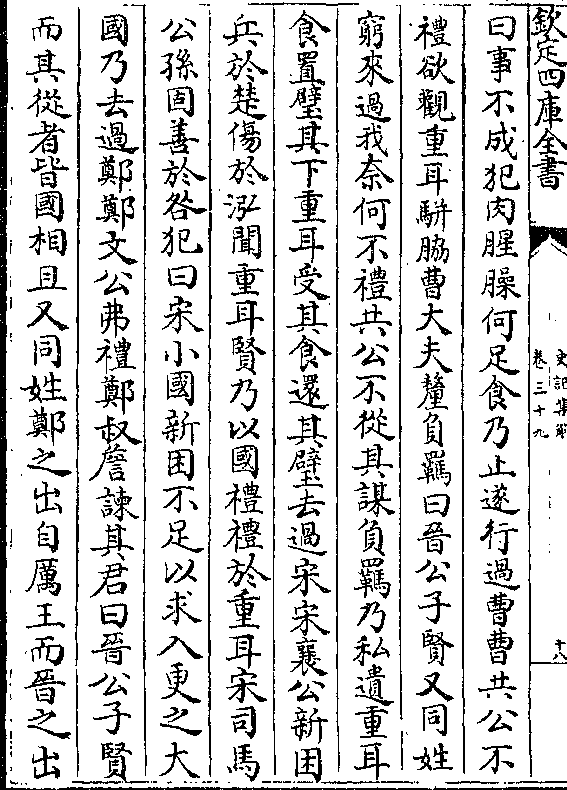 欽定四庫全書
史記集解
卷三十九
十八
曰事不成犯肉腥臊何足食乃止遂行過曹曹共公不
禮欲觀重耳駢脇曹大夫釐負羈曰晉公子賢又同姓
窮來過我奈何不禮共公不從其謀負羈乃私遺重耳
食置璧其下重耳受其食還其璧去過宋宋襄公新困
兵於楚傷於泓聞重耳賢乃以國禮禮於重耳宋司馬
公孫固善於咎犯曰宋小國新困不足以求入更之大
國乃去過鄭鄭文公弗禮鄭叔詹諫其君曰晉公子賢
而其從者皆國相且又同姓鄭之出自厲王而晉之出